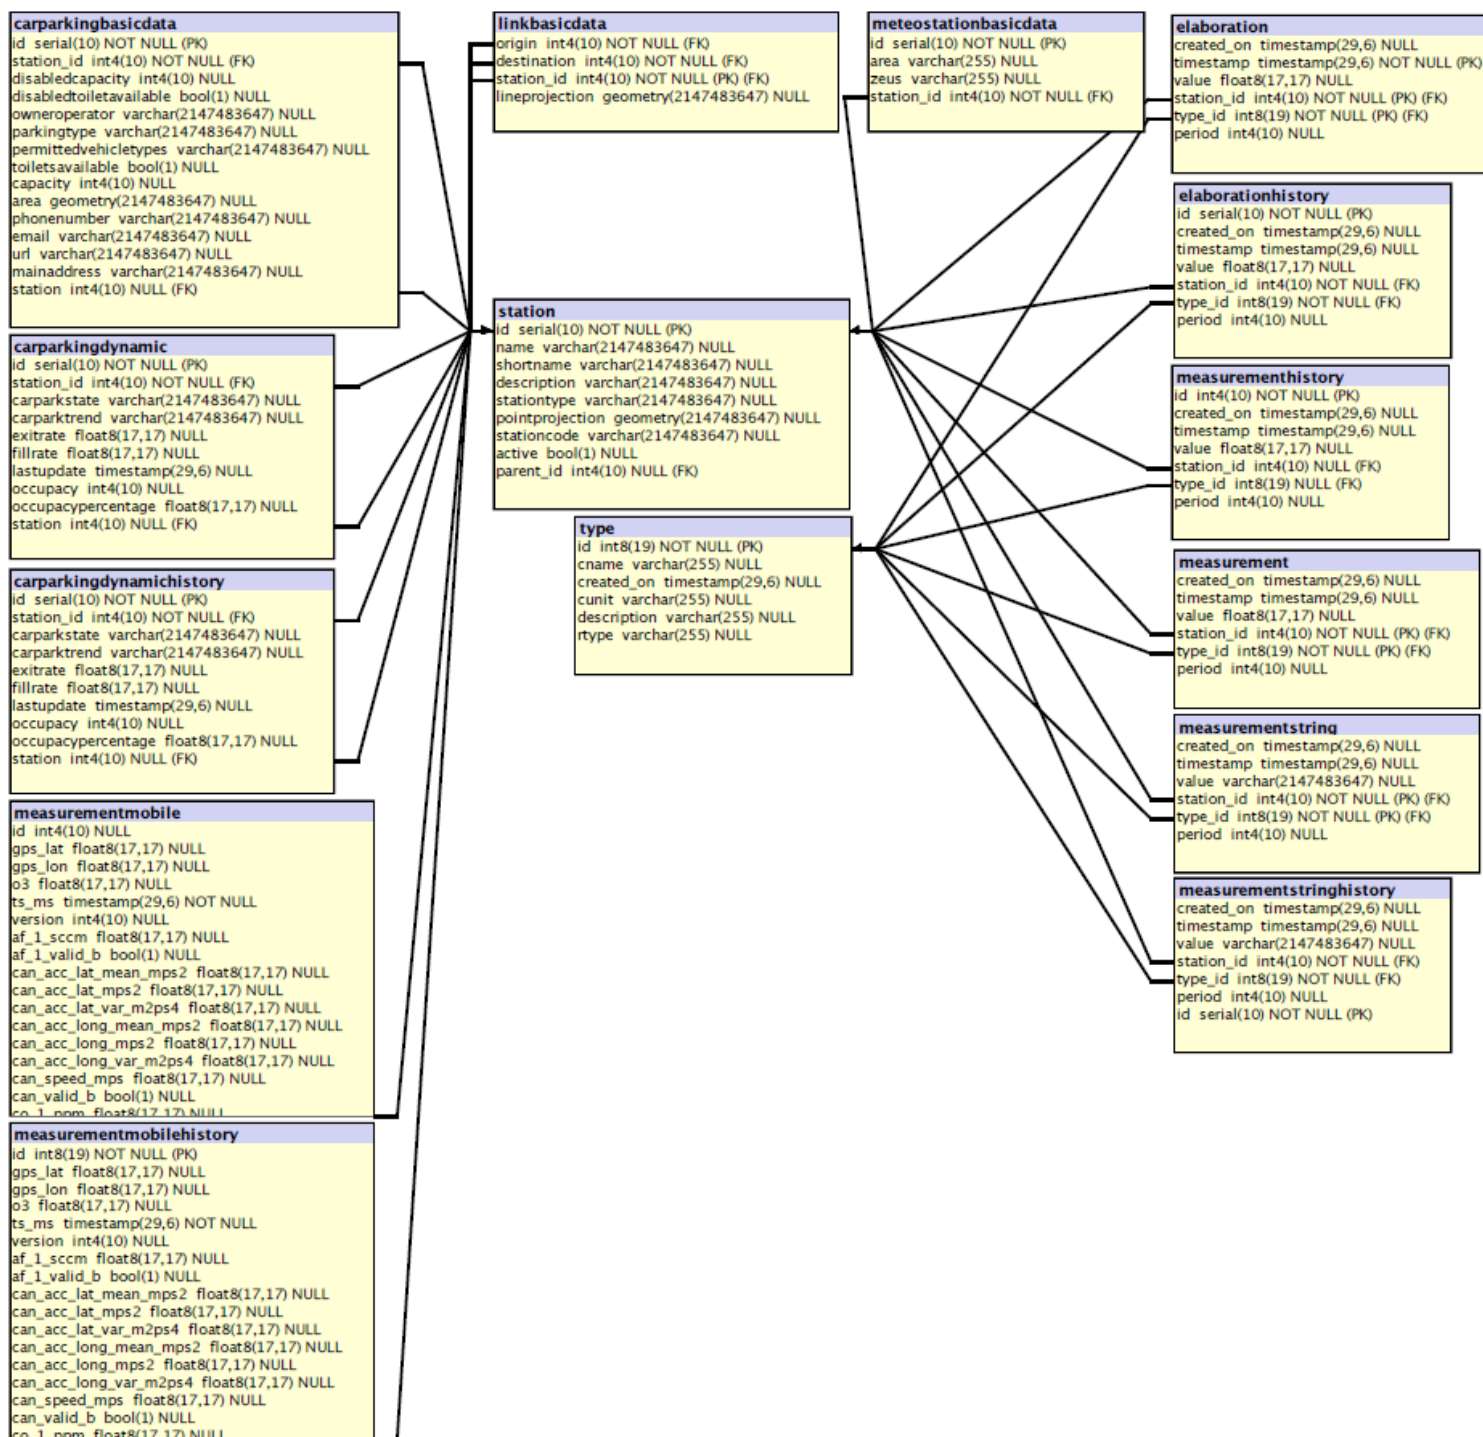 carparkingbasicdata
id serial(10) NOT NULL (PK)
station_id int4(10) NOT NULL (FK)
disabledcapacity int4(10) NULL
disabledtoiletavailable bool(1) NULL
owneroperator varchar(2147483647) NULL
parkingtype varchar(2147483647) NULL
permittedvehicletypes varchar(2147483647) NULL
toiletsavailable bool(1) NULL
capacity int4(10) NULL
area geometry(2147483647) NULL
phonenumber varchar(2147483647) NULL
email varchar(2147483647) NULL
url varchar(2147483647) NULL
mainaddress varchar(2147483647) NULL
station int4(10) NULL (FK)
carparkingdynamic
id serial(10) NOT NULL (PK)
station_id int4(10) NOT NULL (FK)
carparkstate varchar(2147483647) NULL
carparktrend varchar(2147483647) NULL
exitrate float8(17,17) NULL
fillrate float8(17,17) NULL
lastupdate timestamp(29,6) NULL
occupacy int4(10) NULL
occupacypercentage float8(17,17) NULL
station int4(10) NULL (FK)
carparkingdynamichistory
id serial(10) NOT NULL (PK)
station_id int4(10) NOT NULL (FK)
carparkstate varchar(2147483647) NULL
carparktrend varchar(2147483647) NULL
exitrate float8(17,17) NULL
fillrate float8(17,17) NULL
lastupdate timestamp(29,6) NULL
occupacy int4(10) NULL
occupacypercentage float8(17,17) NULL
station int4(10) NULL (FK)
measurementmobile
id int4(10) NULL
gps_lat float8(17,17) NULL
gps_lon float8(17,17) NULL
o3 float8(17,17) NULL
ts_ms timestamp(29,6) NOT NULL
version int4(10) NULL
af_1_sccm float8(17,17) NULL
af_1_valid_b bool(1) NULL
can_acc_lat_mean_mps2 float8(17,17) NULL
can_acc_lat_mps2 float8(17,17) NULL
can_acc_lat_var_m2ps4 float8(17,17) NULL
can_acc_long_mean_mps2 float8(17,17) NULL
can_acc_long_mps2 float8(17,17) NULL
can_acc_long_var_m2ps4 float8(17,17) NULL
can_speed_mps float8(17,17) NULL
can_valid_b bool(1) NULL
co_1_ppm float8(17,17) NULL
measurementmobilehistory
id int8(19) NOT NULL (PK)
gps_lat float8(17,17) NULL
gps_lon float8(17,17) NULL
o3 float8(17,17) NULL
ts_ms timestamp(29,6) NOT NULL
version int4(10) NULL
af_1_sccm float8(17,17) NULL
af_1_valid_b bool(1) NULL
can_acc_lat_mean_mps2 float8(17,17) NULL
can_acc_lat_mps2 float8(17,17) NULL
can_acc_lat_var_m2ps4 float8(17,17) NULL
can_acc_long_mean_mps2 float8(17,17) NULL
can_acc_long_mps2 float8(17,17) NULL
can_acc_long_var_m2ps4 float8(17,17) NULL
can_speed_mps float8(17,17) NULL
can_valid_b bool(1) NULL
co_1_ppm float8(17,17) NULL
linkbasicdata
origin int4(10) NOT NULL (FK)
destination int4(10) NOT NULL (FK)
station_id int4(10) NOT NULL (PK) (FK)
lineprojection geometry(2147483647) NULL
station
id serial(10) NOT NULL (PK)
name varchar(2147483647) NULL
shortname varchar(2147483647) NULL
description varchar(2147483647) NULL
stationtype varchar(2147483647) NULL
pointprojection geometry(2147483647) NULL
stationcode varchar(2147483647) NULL
active bool(1) NULL
parent_id int4(10) NULL (FK)
type
id int8(19) NOT NULL (PK)
cname varchar(255) NULL
created_on timestamp(29,6) NULL
cunit varchar(255) NULL
description varchar(255) NULL
rtype varchar(255) NULL
meteostationbasicdata
id serial(10) NOT NULL (PK)
area varchar(255) NULL
zeus varchar(255) NULL
station_id int4(10) NOT NULL (FK)
elaboration
created_on timestamp(29,6) NULL
timestamp timestamp(29,6) NOT NULL (PK)
value float8(17,17) NULL
station_id int4(10) NOT NULL (PK) (FK)
type_id int8(19) NOT NULL (PK) (FK)
period int4(10) NULL
elaborationhistory
id serial(10) NOT NULL (PK)
created_on timestamp(29,6) NULL
timestamp timestamp(29,6) NULL
value float8(17,17) NULL
station_id int4(10) NOT NULL (FK)
type_id int8(19) NOT NULL (FK)
period int4(10) NULL
measurementhistory
id int4(10) NOT NULL (PK)
created_on timestamp(29,6) NULL
timestamp timestamp(29,6) NULL
value float8(17,17) NULL
station_id int4(10) NULL (FK)
type_id int8(19) NULL (FK)
period int4(10) NULL
measurement
created_on timestamp(29,6) NULL
timestamp timestamp(29,6) NULL
value float8(17,17) NULL
station_id int4(10) NOT NULL (PK) (FK)
type_id int8(19) NOT NULL (PK) (FK)
period int4(10) NULL
measurementstring
created_on timestamp(29,6) NULL
timestamp timestamp(29,6) NULL
value varchar(2147483647) NULL
station_id int4(10) NOT NULL (PK) (FK)
type_id int8(19) NOT NULL (PK) (FK)
period int4(10) NULL
measurementstringhistory
created_on timestamp(29,6) NULL
timestamp timestamp(29,6) NULL
value varchar(2147483647) NULL
station_id int4(10) NOT NULL (FK)
type_id int8(19) NOT NULL (FK)
period int4(10) NULL
id serial(10) NOT NULL (PK)